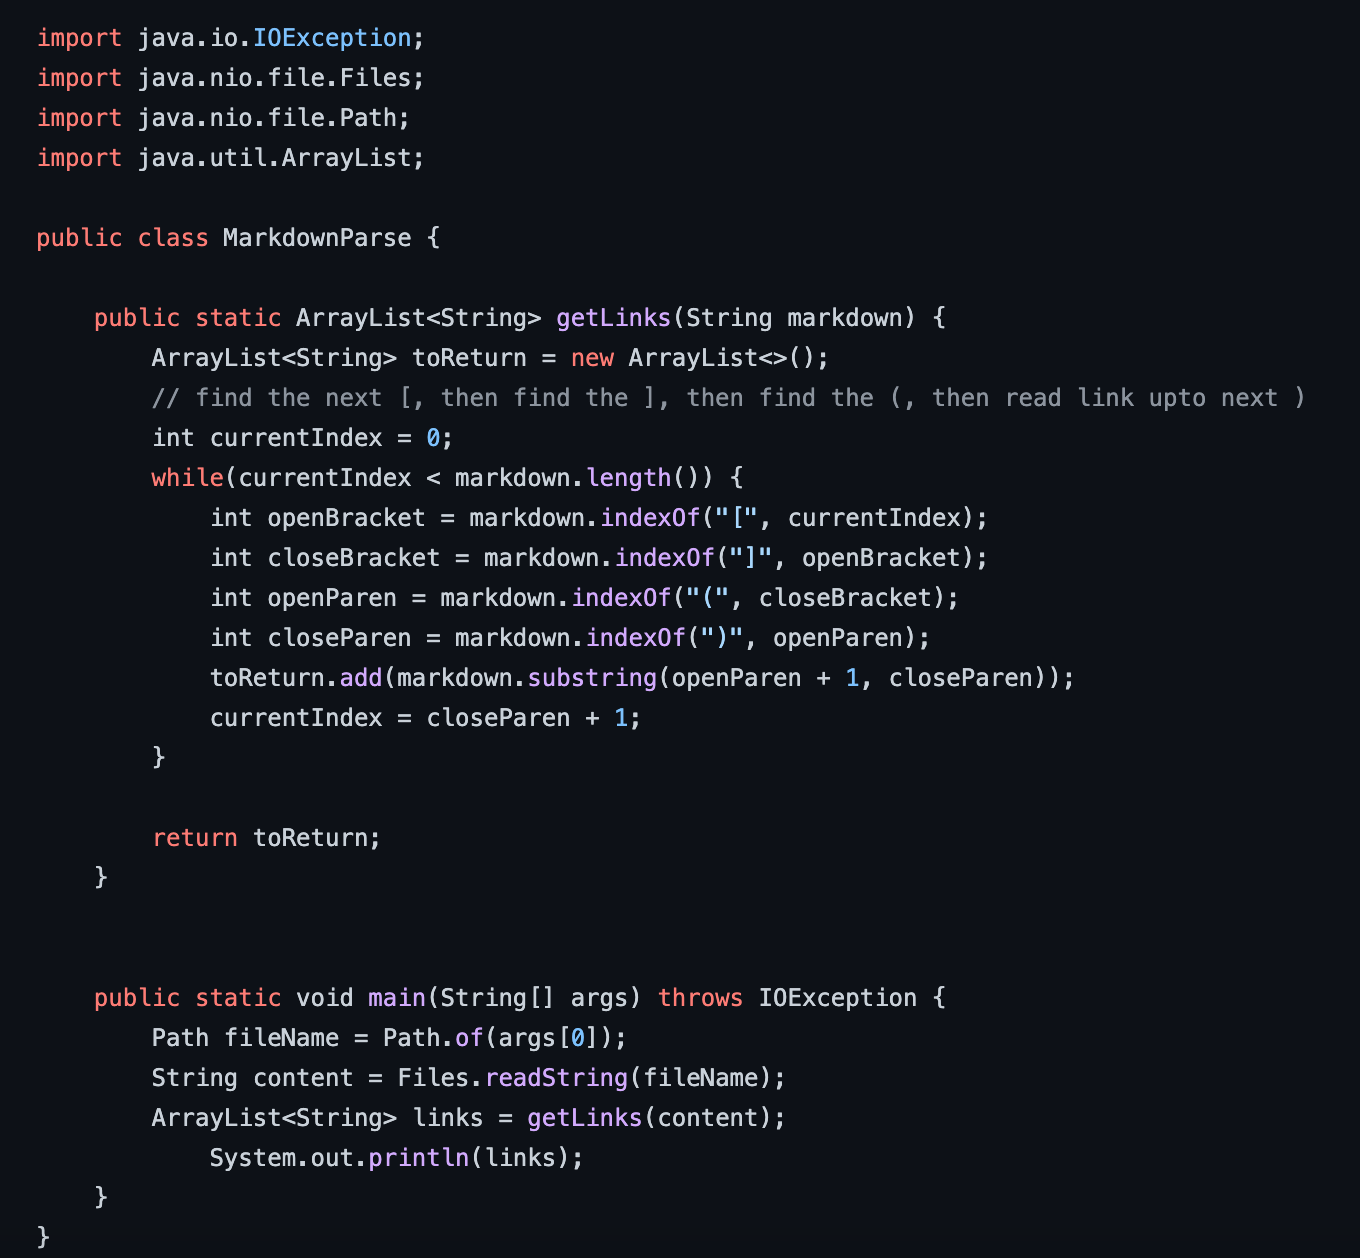 import java.io.IOException;
import java.nio.file.Files;
import java.nio.file.Path;
import java.util.ArrayList;

public class MarkdownParse {

    public static ArrayList<String> getLinks(String markdown) {
        ArrayList<String> toReturn = new ArrayList<>();
        // find the next [, then find the ], then find the (, then read link upto next )
        int currentIndex = 0;
        while(currentIndex < markdown.length()) {
            int openBracket = markdown.indexOf("[", currentIndex);
            int closeBracket = markdown.indexOf("]", openBracket);
            int openParen = markdown.indexOf("(", closeBracket);
            int closeParen = markdown.indexOf(")", openParen);
            toReturn.add(markdown.substring(openParen + 1, closeParen));
            currentIndex = closeParen + 1;
        }

        return toReturn;
    }


    public static void main(String[] args) throws IOException {
        Path fileName = Path.of(args[0]);
        String content = Files.readString(fileName);
        ArrayList<String> links = getLinks(content);
            System.out.println(links);
    }
}